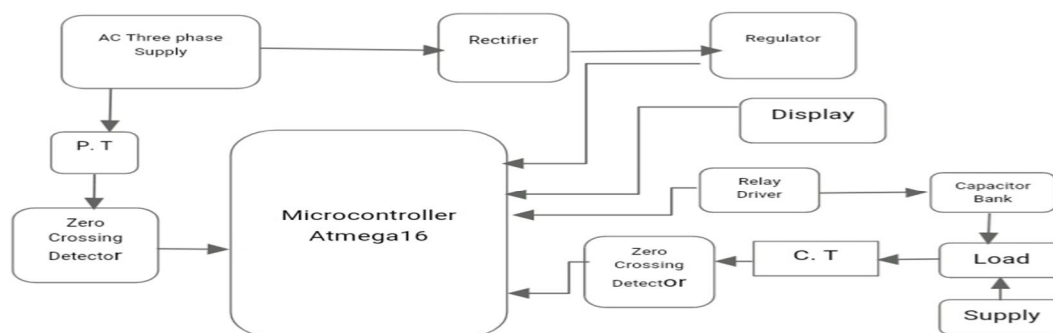 AC Three phase
Supply
Rectifier
Regulator
Display
P. T
Relay
Driver
Capacitor
Bank
Microcontroller
Atmega16
Zero
Crossing
Detector
Zero
Crossing
DetectOr
C. T
Load
Supply